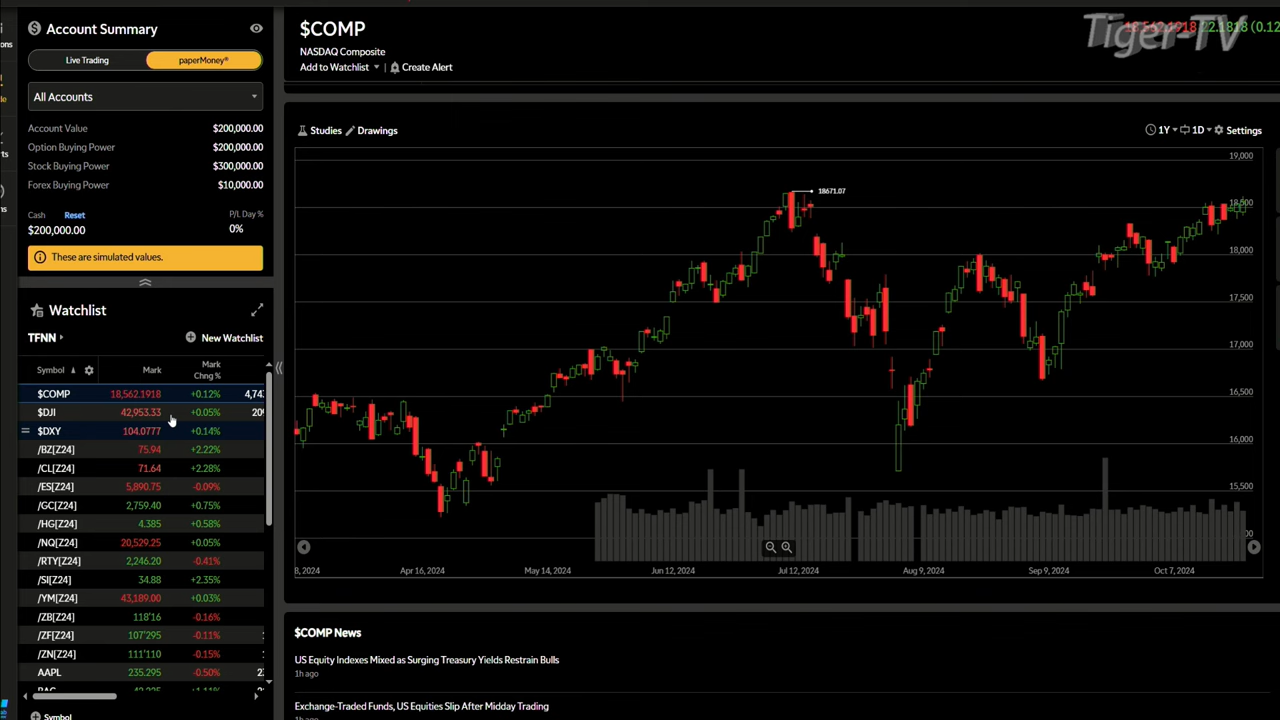 Account Summary
Live Trading
paperMoney®
All Accounts
Account Value $200,000.00
Option Buying Power $200,000.00
Stock Buying Power $300,000.00
Forex Buying Power $10,000.00
Cash Reset P/L Day %
$200,000.00 0%
These are simulated values.
Watchlist
TFNN New Watchlist
Symbol Mark Mark Chng %
$COMP 18,562.1918 +0.12%
$DJI 42,953.33 +0.05%
$DXY 104.0777 +0.14%
/BZ[Z24] 75.94 +2.22%
/CL[Z24] 71.64 +2.28%
/ES[Z24] 5,890.75 -0.09%
/GC[Z24] 2,759.40 +0.75%
/HG[Z24] 4.385 +0.58%
/NQ[Z24] 20,529.25 +0.05%
/RTY[Z24] 2,246.20 -0.41%
/SI[Z24] 34.88 +2.35%
/YM[Z24] 43,189.00 +0.03%
/ZB[Z24] 118'16 -0.16%
/ZF[Z24] 107'295 -0.11%
/ZN[Z24] 111'110 -0.15%
AAPL 235.295 -0.50%
Symbol
$COMP
NASDAQ Composite
Add to Watchlist | Create Alert
18,562.1918 22.1818 (0.12
Tiger-TV
Studies Drawings
1Y 1D Settings
18671.07
19,000
18,500
18,000
17,500
17,000
16,500
16,000
15,500
8, 2024 Apr 16, 2024 May 14, 2024 Jun 12, 2024 Jul 12, 2024 Aug 9, 2024 Sep 9, 2024 Oct 7, 2024
$COMP News
US Equity Indexes Mixed as Surging Treasury Yields Restrain Bulls
1h ago
Exchange-Traded Funds, US Equities Slip After Midday Trading